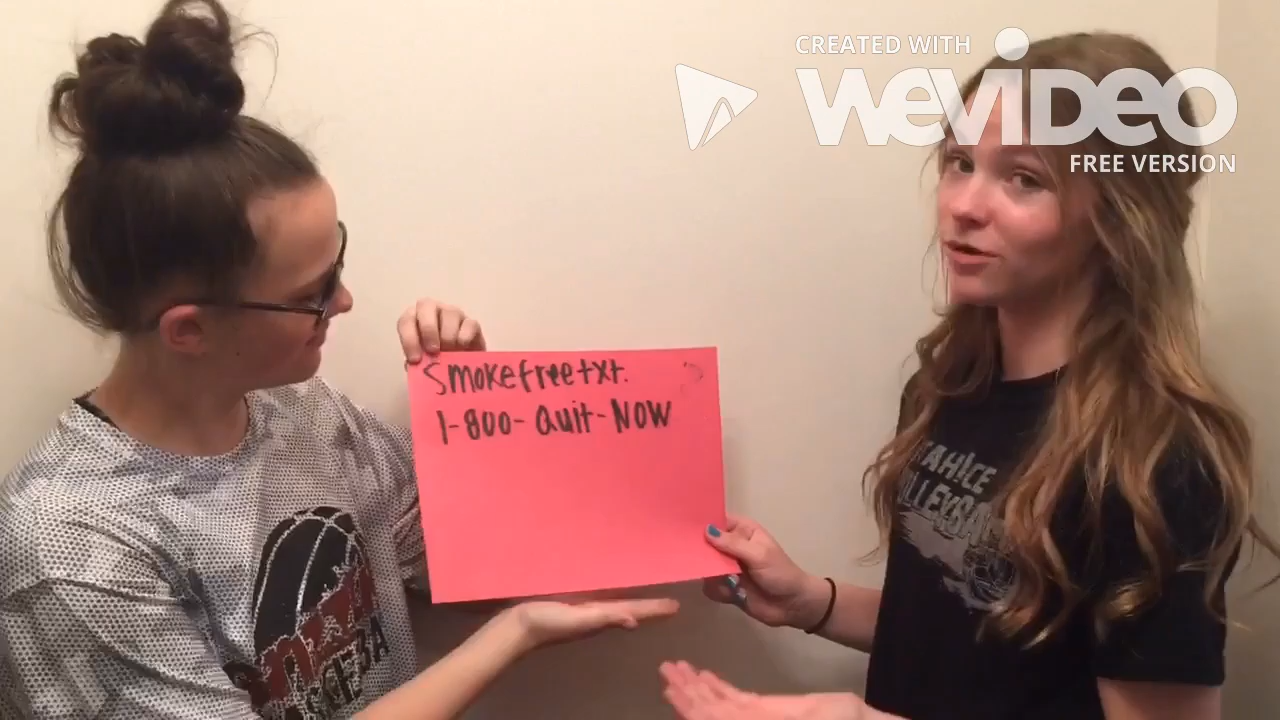 CREATED WITH
WEVIDEO
FREE VERSION
Smokefreetxt.
1-800-Quit-Now